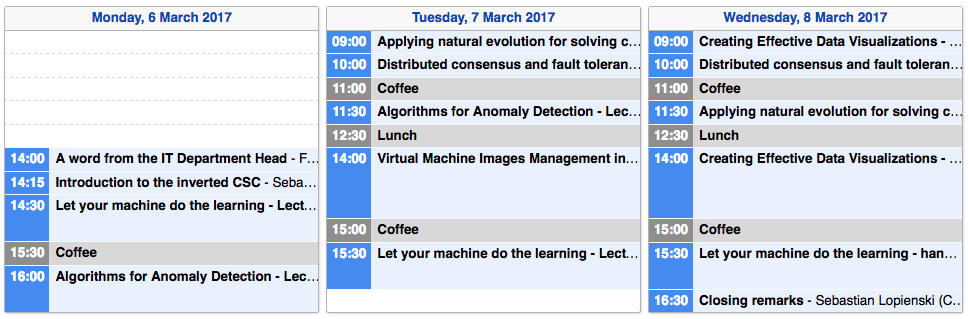 Monday, 6 March 2017
14:00 A word from the IT Department Head - F...
14:15 Introduction to the inverted CSC - Seba...
14:30 Let your machine do the learning - Lect...
15:30 Coffee
16:00 Algorithms for Anomaly Detection - Lec...
Tuesday, 7 March 2017
09:00 Applying natural evolution for solving c...
10:00 Distributed consensus and fault toleran...
11:00 Coffee
11:30 Algorithms for Anomaly Detection - Lec...
12:30 Lunch
14:00 Virtual Machine Images Management in...
15:00 Coffee
15:30 Let your machine do the learning - Lect...
Wednesday, 8 March 2017
09:00 Creating Effective Data Visualizations - ...
10:00 Distributed consensus and fault toleran...
11:00 Coffee
11:30 Applying natural evolution for solving c...
12:30 Lunch
14:00 Creating Effective Data Visualizations - ...
15:00 Coffee
15:30 Let your machine do the learning - han...
16:30 Closing remarks - Sebastian Lopienski (C...